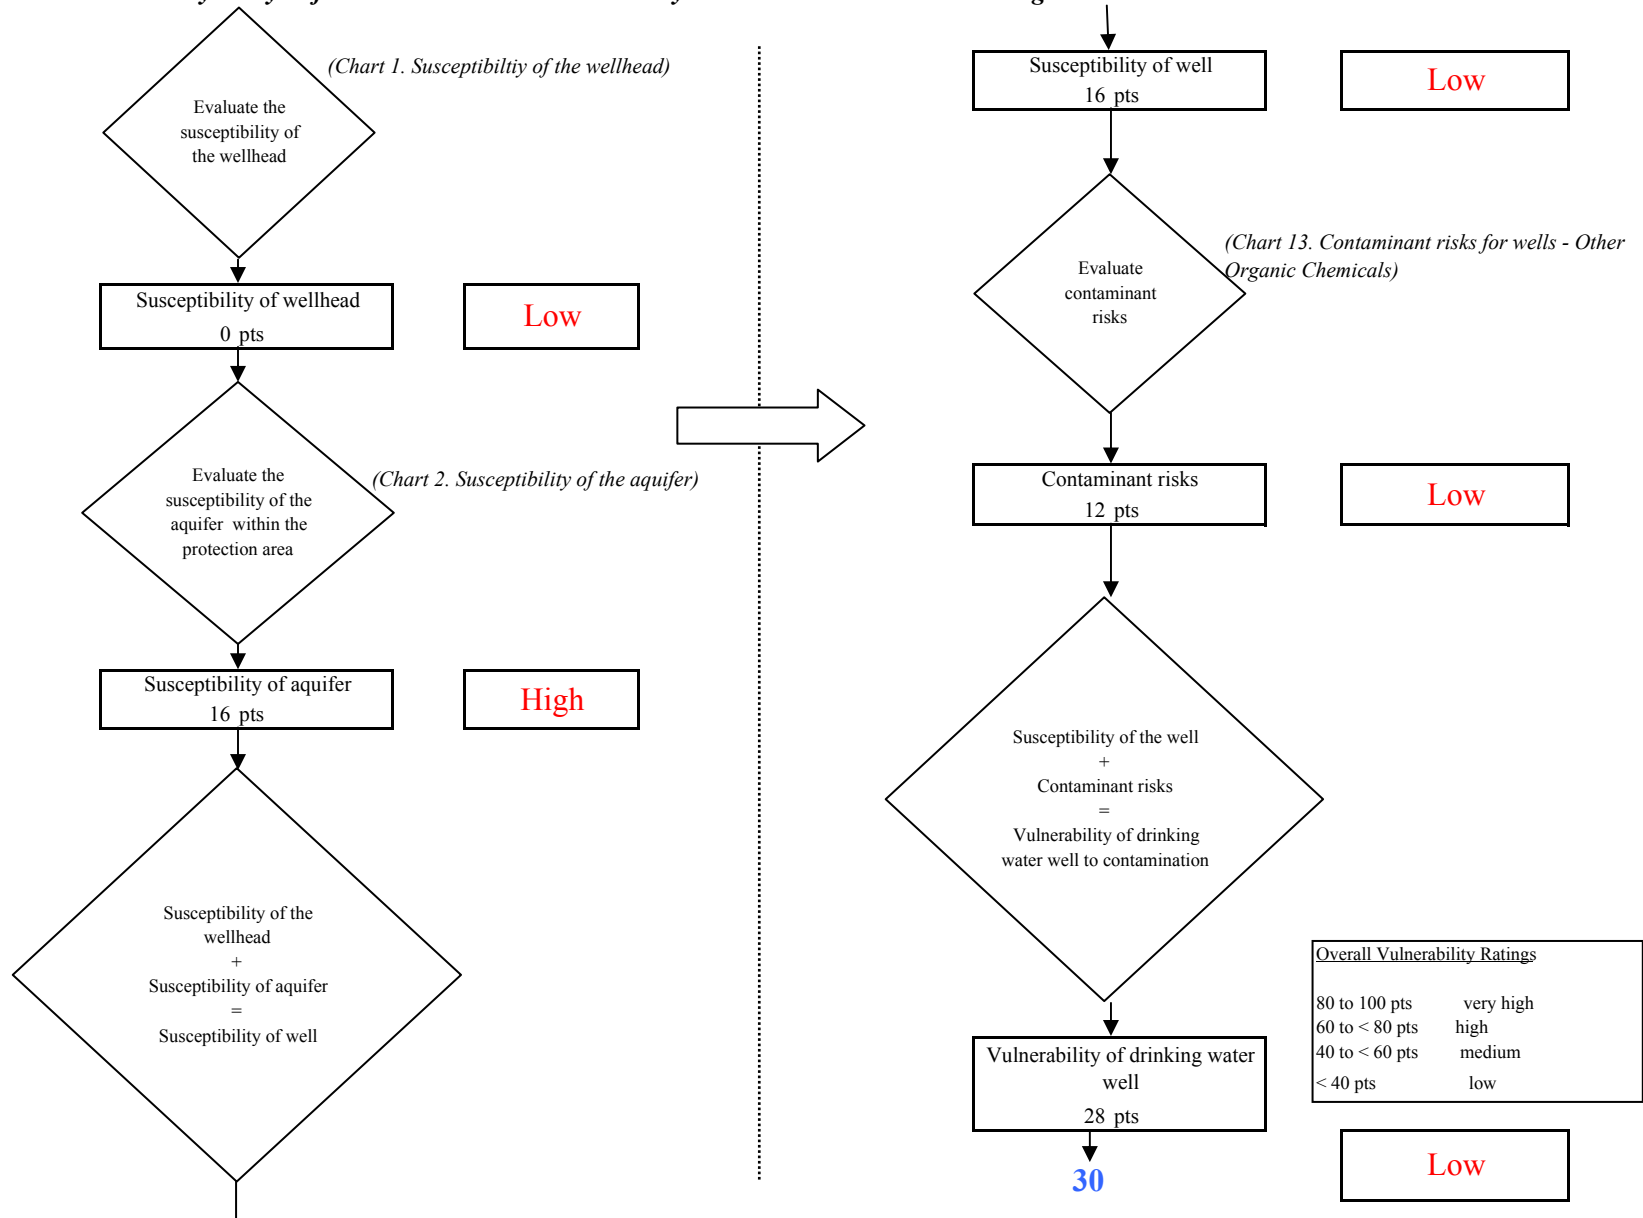 (Chart 1. Susceptibiltiy of the wellhead)
Evaluate the
susceptibility of
the wellhead
Susceptibility of wellhead
0 pts
Low
(Chart 2. Susceptibility of the aquifer)
Evaluate the
susceptibility of the
aquifer within the
protection area
Susceptibility of aquifer
16 pts
High
Susceptibility of the
wellhead
+
Susceptibility of aquifer
=
Susceptibility of well
Susceptibility of well
16 pts
Low
(Chart 13. Contaminant risks for wells - Other
Organic Chemicals)
Evaluate
contaminant
risks
Contaminant risks
12 pts
Low
Susceptibility of the well
+
Contaminant risks
=
Vulnerability of drinking
water well to contamination
Overall Vulnerability Ratings
80 to 100 pts very high
60 to < 80 pts high
40 to < 60 pts medium
< 40 pts low
Vulnerability of drinking water
well
28 pts
30
Low